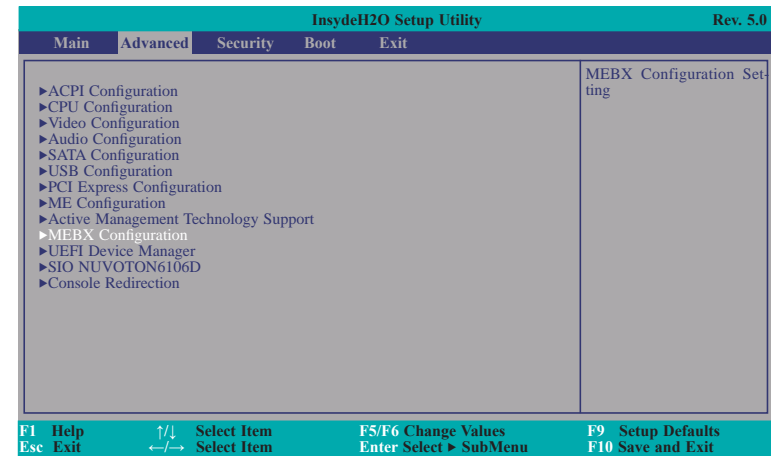 InsydeH2O Setup Utility Rev. 5.0
Main Advanced Security Boot Exit
MEBX Configuration Set-
ting
▶ACPI Configuration
▶CPU Configuration
▶Video Configuration
▶Audio Configuration
▶SATA Configuration
▶USB Configuration
▶PCI Express Configuration
▶ME Configuration
▶Active Management Technology Support
▶MEBX Configuration
▶UEFI Device Manager
▶SIO NUVOTON6106D
▶Console Redirection
F1 Help ↑/↓ Select Item F5/F6 Change Values F9 Setup Defaults
Esc Exit ←/→ Select Item Enter Select ▶ SubMenu F10 Save and Exit